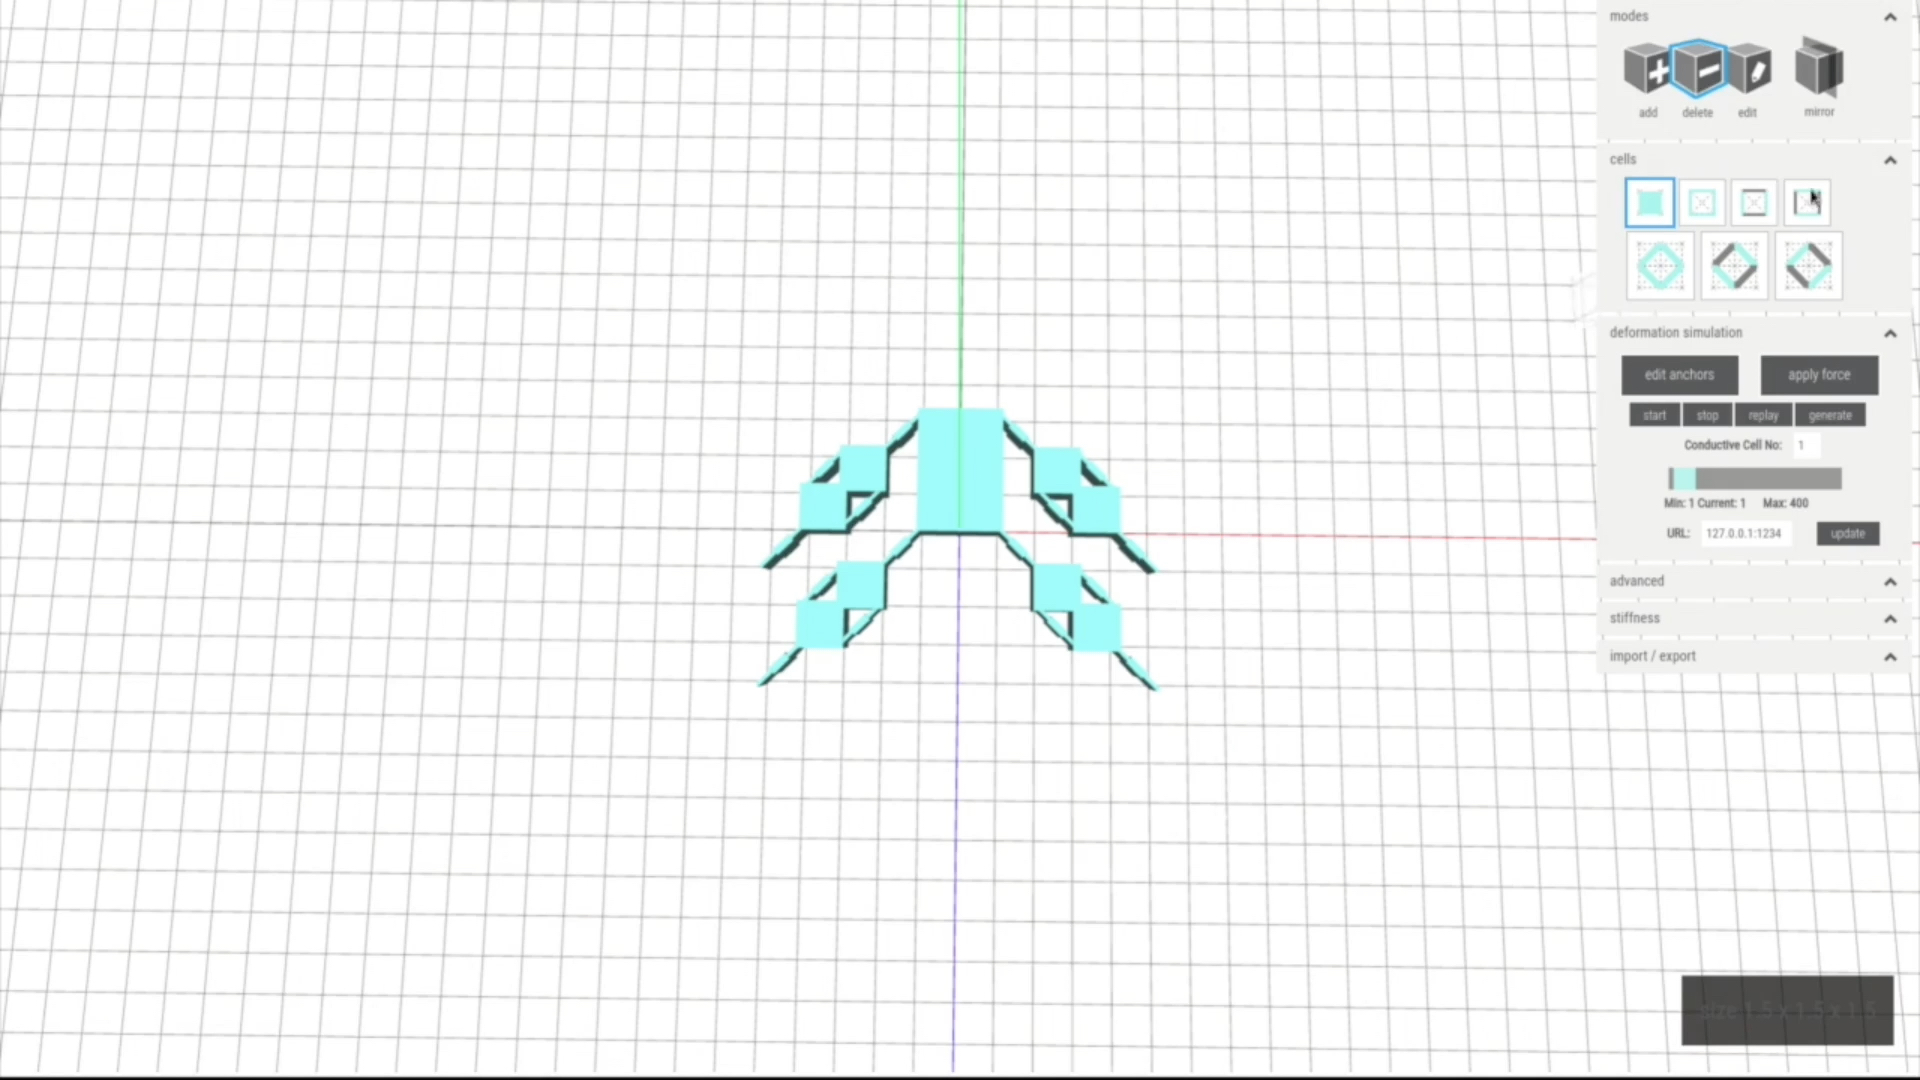 modes
add delete edit mirror
cells
deformation simulation
edit anchors apply force
start stop replay generate
Conductive Cell No: 1
Min: 1 Current: 1 Max: 400
URL: 127.0.0.1:1234 update
advanced
stiffness
import / export